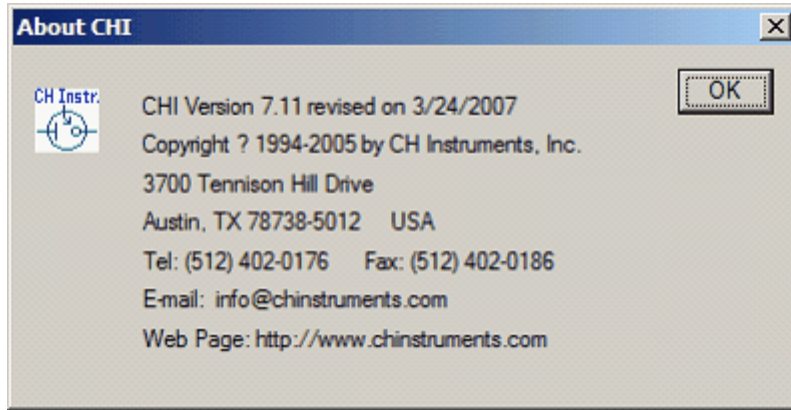 About CHI
OK
CH Instr.
CHI Version 7.11 revised on 3/24/2007
Copyright ? 1994-2005 by CH Instruments, Inc.
3700 Tennison Hill Drive
Austin, TX 78738-5012 USA
Tel: (512) 402-0176 Fax: (512) 402-0186
E-mail: info@chinstruments.com
Web Page: http://www.chinstruments.com